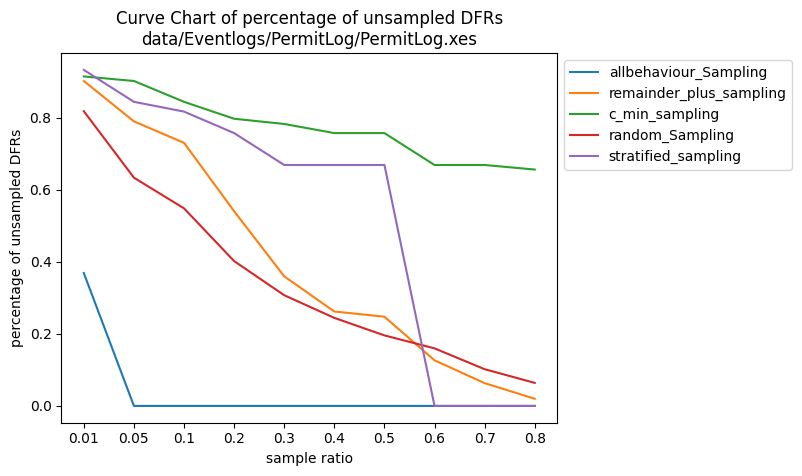 Curve Chart of percentage of unsampled DFRs
data/Eventlogs/PermitLog/PermitLog.xes
percentage of unsampled DFRs
0.8
0.6
0.4
0.2
0.0
0.01 0.05 0.1 0.2 0.3 0.4 0.5 0.6 0.7 0.8
sample ratio
allbehaviour_Sampling
remainder_plus_sampling
c_min_sampling
random_Sampling
stratified_sampling